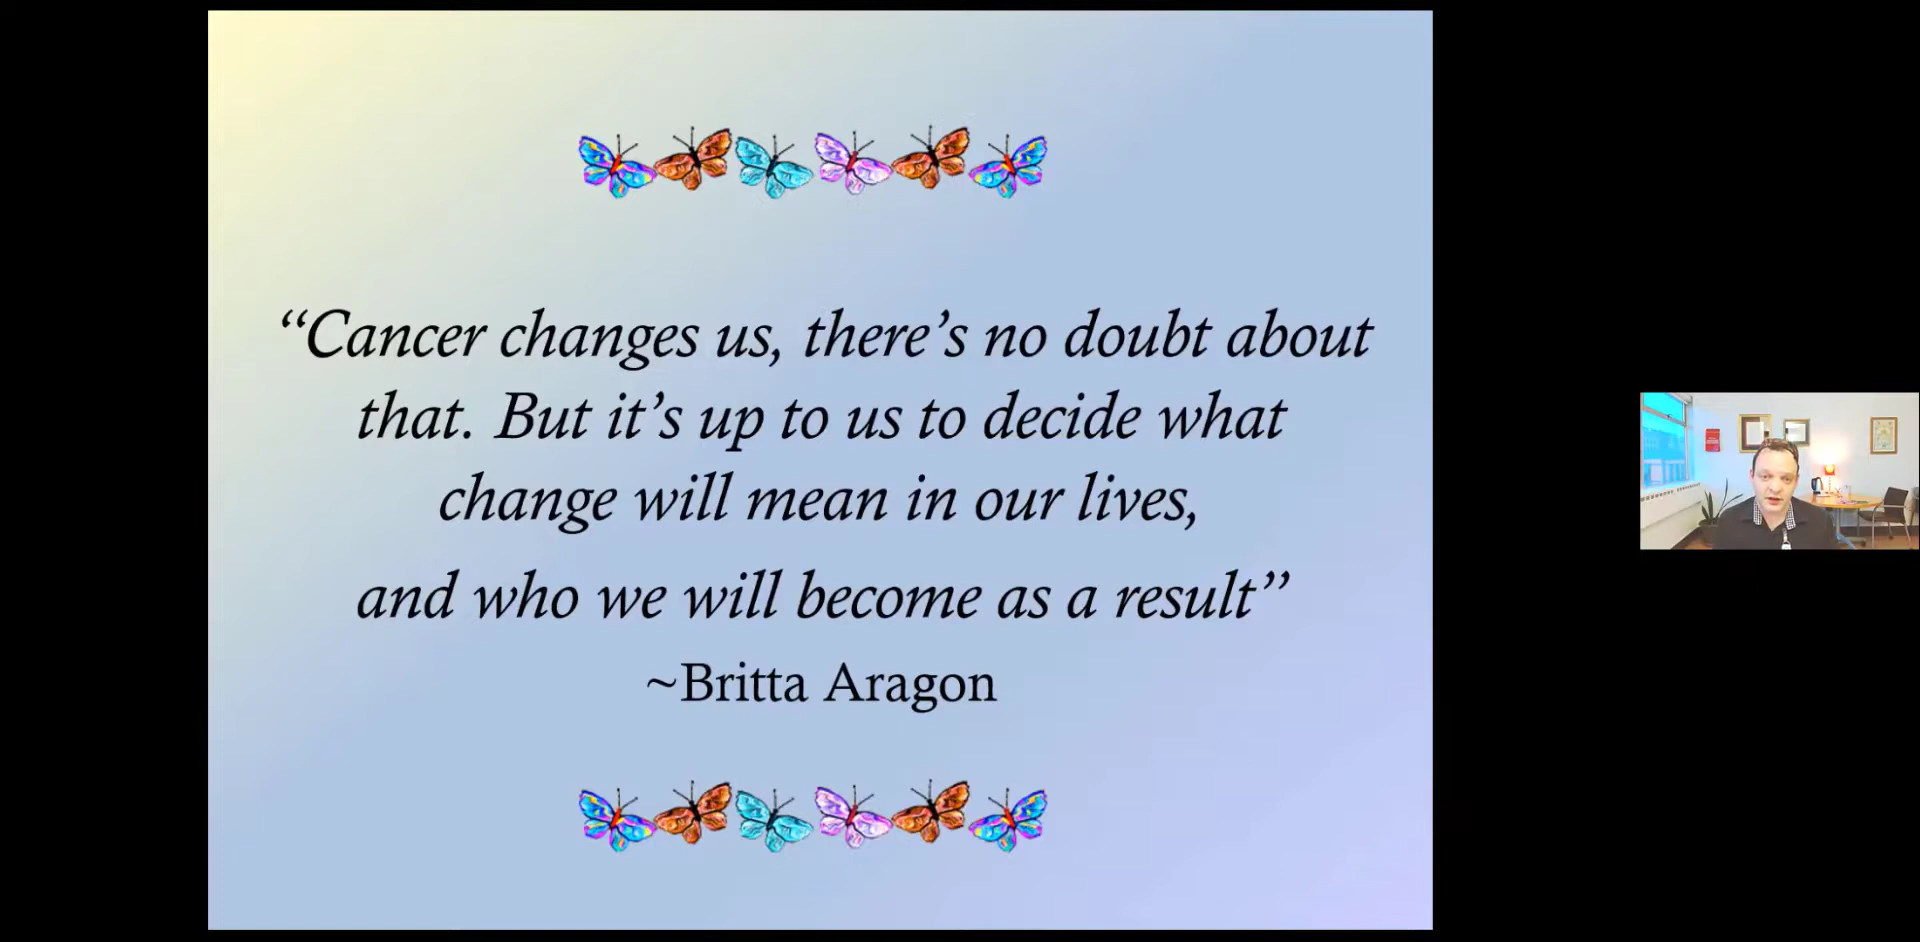 “Cancer changes us, there’s no doubt about
that. But it’s up to us to decide what
change will mean in our lives,
and who we will become as a result”
~Britta Aragon